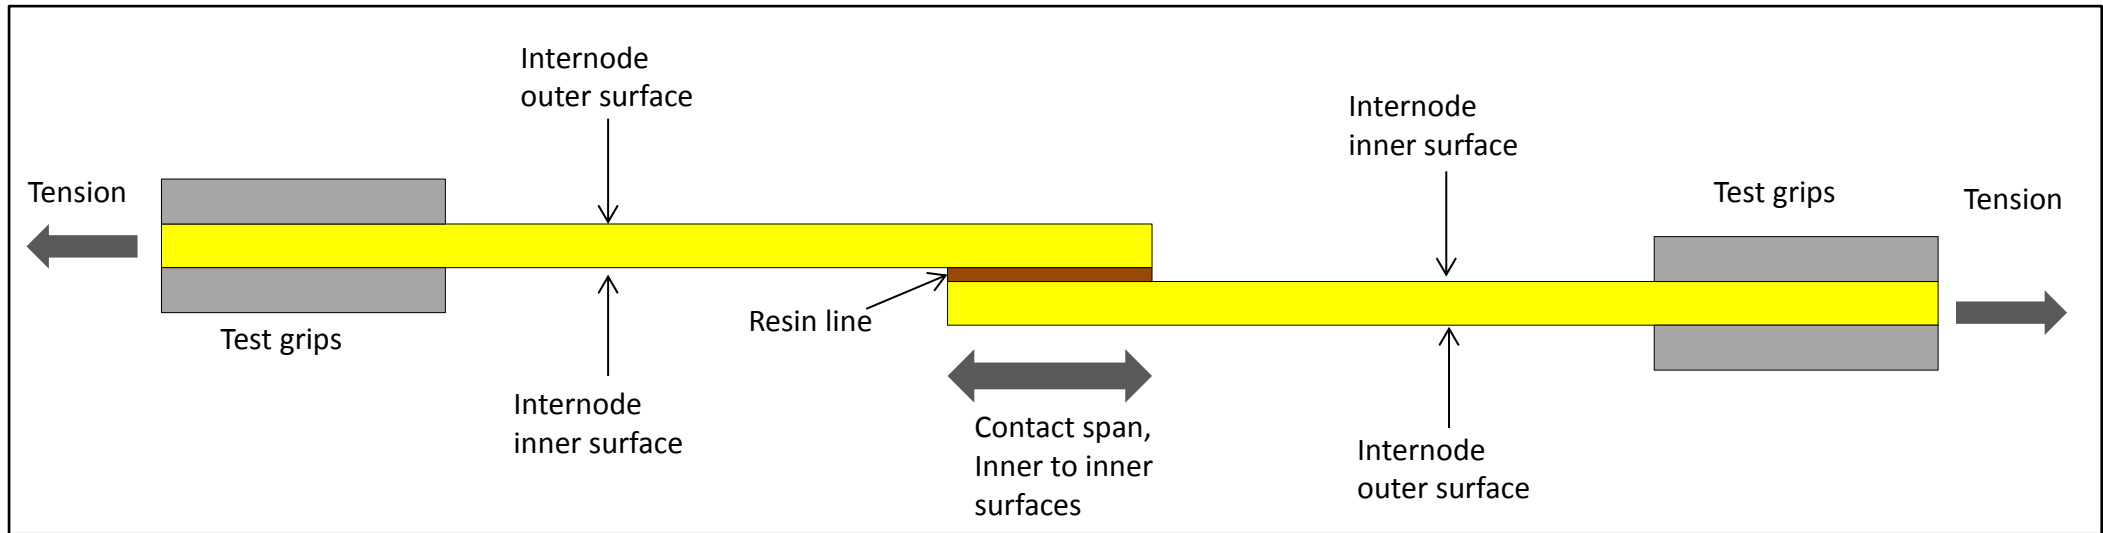 Internode
outer surface
Internode
inner surface
Tension
Test grips
Tension
Resin line
Test grips
Internode
inner surface
Contact span,
Inner to inner
surfaces
Internode
outer surface